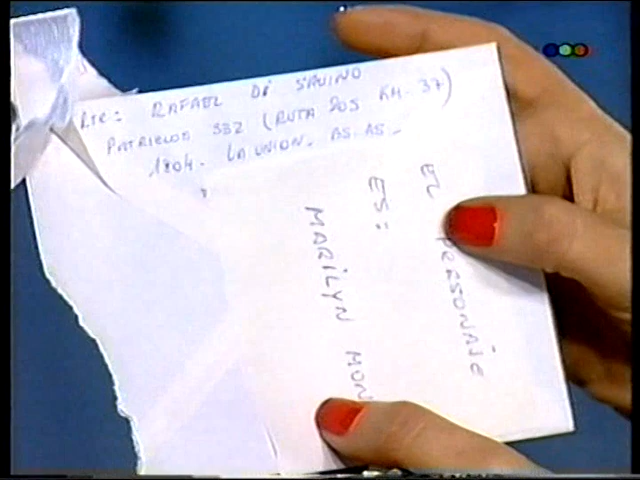 RTE: RAFAEL DI SAVINO
PATRICIOS 532 (RUTA 205 KM. 37)
1804. LA UNION. BS. AS.
EL PERSONAJE
ES:
MARILYN MON